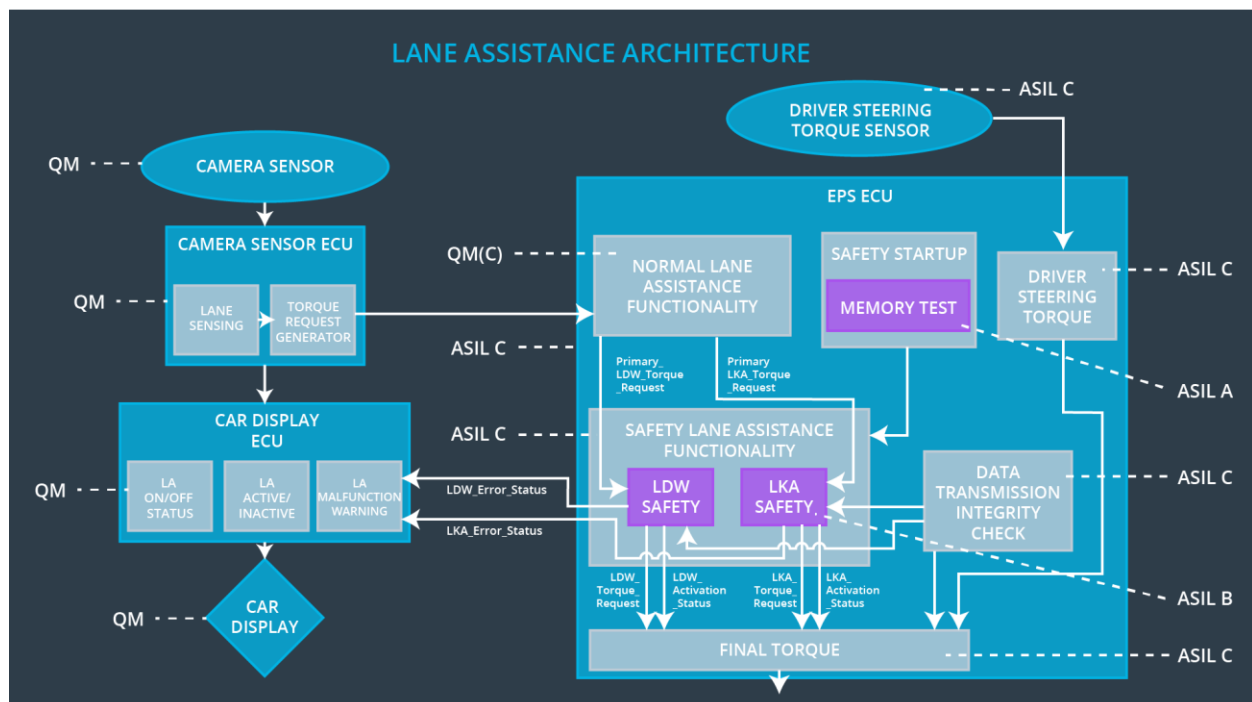 LANE ASSISTANCE ARCHITECTURE
ASIL C
DRIVER STEERING
TORQUE SENSOR
QM
CAMERA SENSOR
EPS ECU
CAMERA SENSOR ECU
QM(C)
NORMAL LANE
ASSISTANCE
FUNCTIONALITY
SAFETY STARTUP
MEMORY TEST
DRIVER
STEERING
TORQUE
ASIL C
QM
LANE
SENSING
TORQUE
REQUEST
GENERATOR
ASIL C
ASIL A
Primary_
LDW_Torque
_Request
Primary
LKA_Torque
_Request
CAR DISPLAY
ECU
ASIL C
SAFETY LANE ASSISTANCE
FUNCTIONALITY
QM
LA
ON/OFF
STATUS
LA
ACTIVE/
INACTIVE
LA
MALFUNCTION
WARNING
LDW_Error_Status
LKA_Error_Status
LDW
SAFETY
LKA
SAFETY
DATA
TRANSMISSION
INTEGRITY
CHECK
ASIL C
LDW_
Torque_
Request
LDW_
Activation
_Status
LKA_
Torque_
Request
LKA_
Activation
_Status
ASIL B
QM
CAR
DISPLAY
FINAL TORQUE
ASIL C